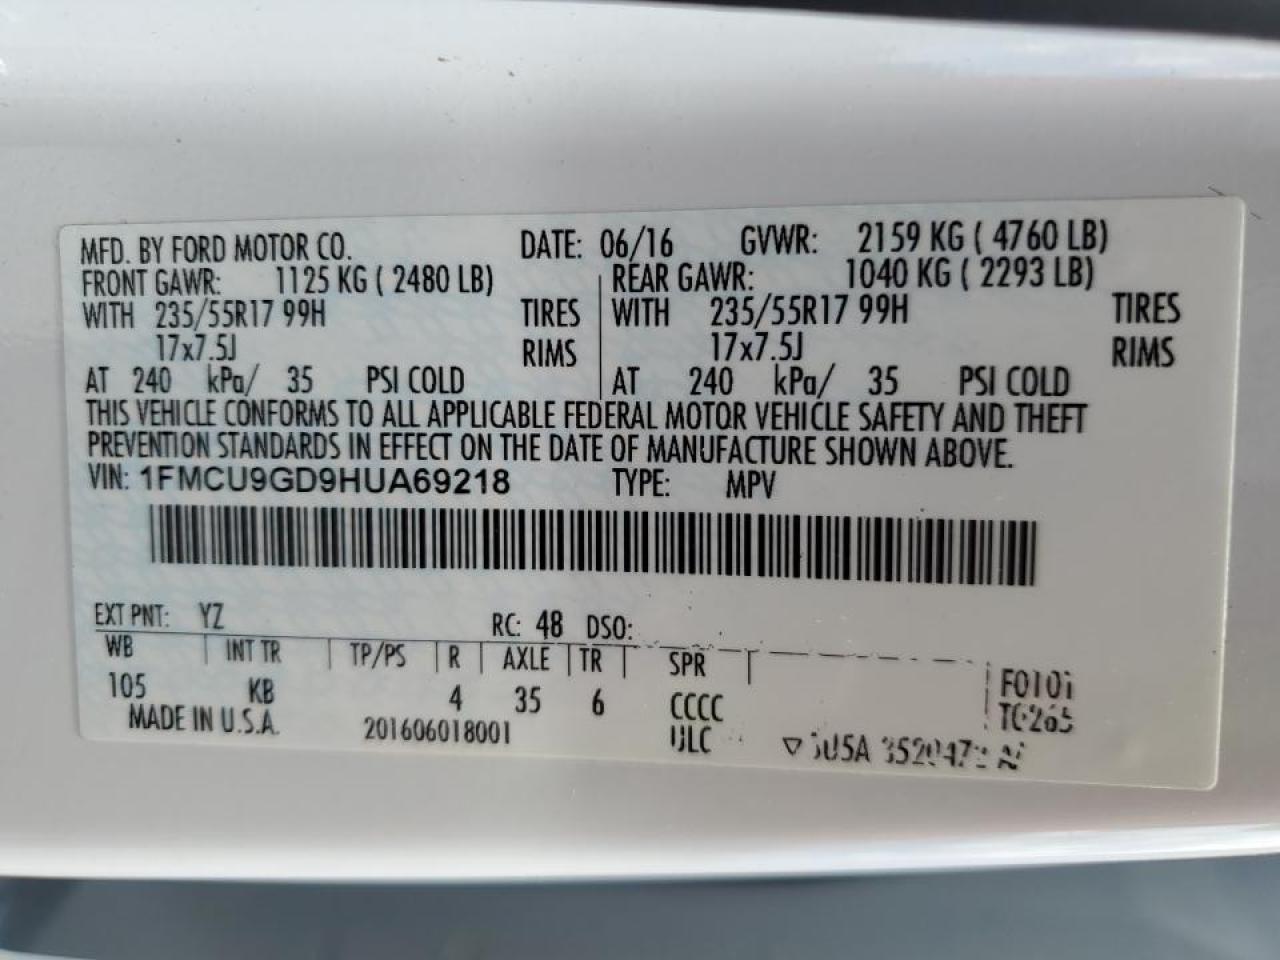 MFD. BY FORD MOTOR CO. DATE: 06/16 GVWR: 2159 KG ( 4760 LB)
FRONT GAWR: 1125 KG ( 2480 LB) REAR GAWR: 1040 KG ( 2293 LB)
WITH 235/55R17 99H TIRES WITH 235/55R17 99H TIRES
17x7.5J RIMS 17x7.5J RIMS
AT 240 kPa/ 35 PSI COLD AT 240 kPa/ 35 PSI COLD
THIS VEHICLE CONFORMS TO ALL APPLICABLE FEDERAL MOTOR VEHICLE SAFETY AND THEFT
PREVENTION STANDARDS IN EFFECT ON THE DATE OF MANUFACTURE SHOWN ABOVE.
VIN: 1FMCU9GD9HUA69218 TYPE: MPV
EXT PNT: YZ RC: 48 DSO:
WB INT TR TP/PS R AXLE TR SPR
105 KB 4 35 6 CCCC
MADE IN U.S.A. 201606018001